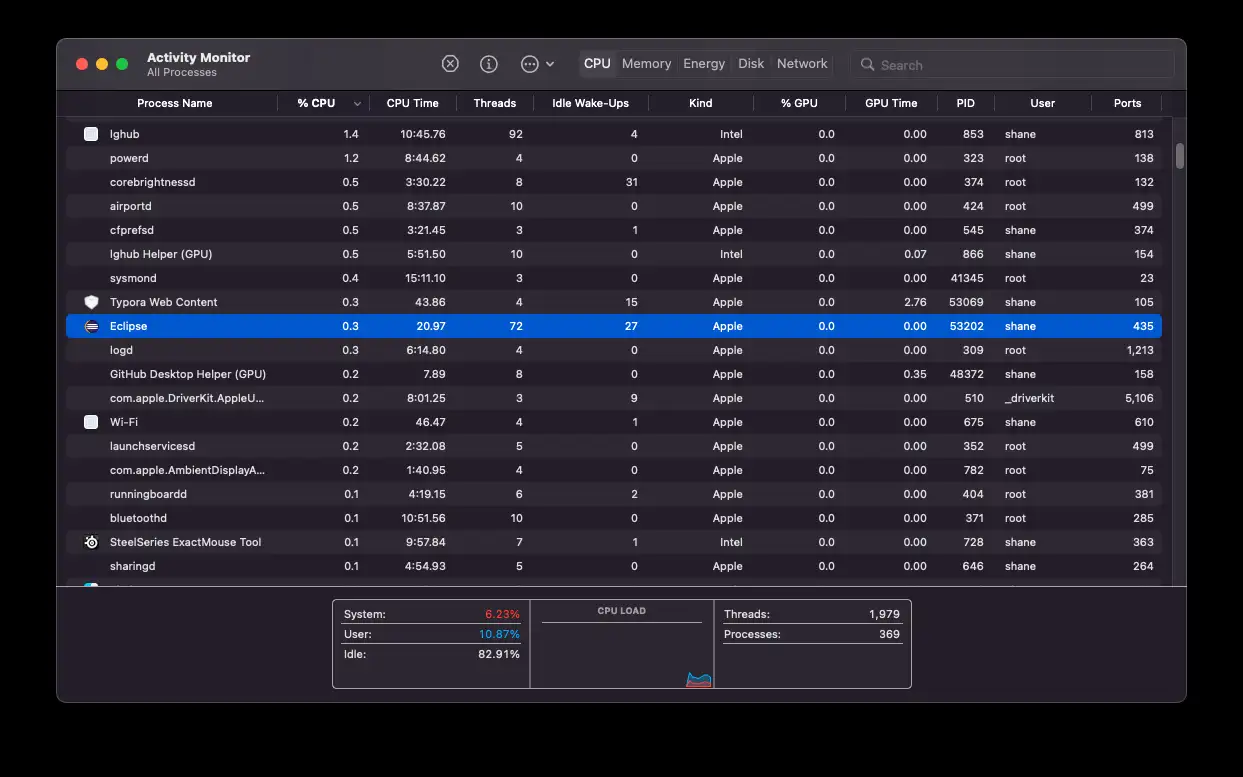 Activity Monitor
All Processes
CPU Memory Energy Disk Network Search
Process Name % CPU CPU Time Threads Idle Wake-Ups Kind % GPU GPU Time PID User Ports
lghub 1.4 10:45.76 92 4 Intel 0.0 0.00 853 shane 813
powerd 1.2 8:44.62 4 0 Apple 0.0 0.00 323 root 138
corebrightnessd 0.5 3:30.22 8 31 Apple 0.0 0.00 374 root 132
airportd 0.5 8:37.87 10 0 Apple 0.0 0.00 424 root 499
cfprefsd 0.5 3:21.45 3 1 Apple 0.0 0.00 545 shane 374
lghub Helper (GPU) 0.5 5:51.50 10 0 Intel 0.0 0.07 866 shane 154
sysmond 0.4 15:11.10 3 0 Apple 0.0 0.00 41345 root 23
Typora Web Content 0.3 43.86 4 15 Apple 0.0 2.76 53069 shane 105
Eclipse 0.3 20.97 72 27 Apple 0.0 0.00 53202 shane 435
logd 0.3 6:14.80 4 0 Apple 0.0 0.00 309 root 1,213
GitHub Desktop Helper (GPU) 0.2 7.89 8 0 Apple 0.0 0.35 48372 shane 158
com.apple.DriverKit.AppleU... 0.2 8:01.25 3 9 Apple 0.0 0.00 510 _driverkit 5,106
Wi-Fi 0.2 46.47 4 1 Apple 0.0 0.00 675 shane 610
launchservicesd 0.2 2:32.08 5 0 Apple 0.0 0.00 352 root 499
com.apple.AmbientDisplayA... 0.2 1:40.95 4 0 Apple 0.0 0.00 782 root 75
runningboardd 0.1 4:19.15 6 2 Apple 0.0 0.00 404 root 381
bluetoothd 0.1 10:51.56 10 0 Apple 0.0 0.00 371 root 285
SteelSeries ExactMouse Tool 0.1 9:57.84 7 1 Intel 0.0 0.00 728 shane 363
sharingd 0.1 4:54.93 5 0 Apple 0.0 0.00 646 shane 264
System: 6.23% CPU LOAD Threads: 1,979
User: 10.87% Processes: 369
Idle: 82.91%